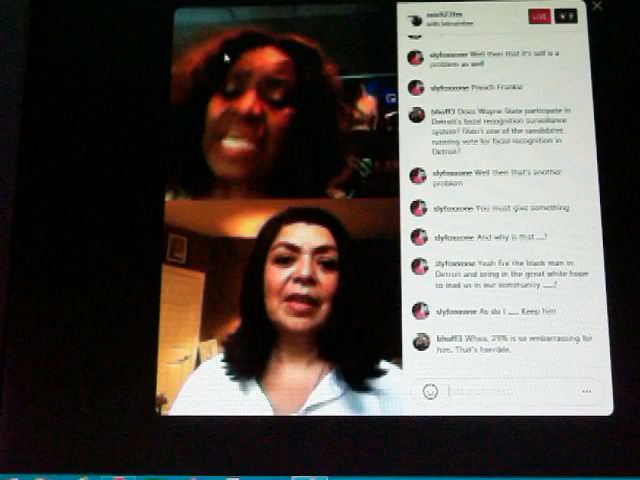 LIVE
slyfoxxone Well then that it's self is a
problem as well
slyfoxxone Preach Frankie
bhuff3 Does Wayne State participate in
Detroit's facial recognition surveillance
system? Didn't one of the candidates
running vote for facial recognition in
Detroit?
slyfoxxone Well then that's another
problem
slyfoxxone You must give something
slyfoxxone And why is that ...?
slyfoxxone Yeah fire the black man in
Detroit and bring in the great white hope
to lead us in our community ...?
slyfoxxone As do I .... Keep him
bhuff3 Whoa, 29% is so embarrassing for
him. That's horrible.